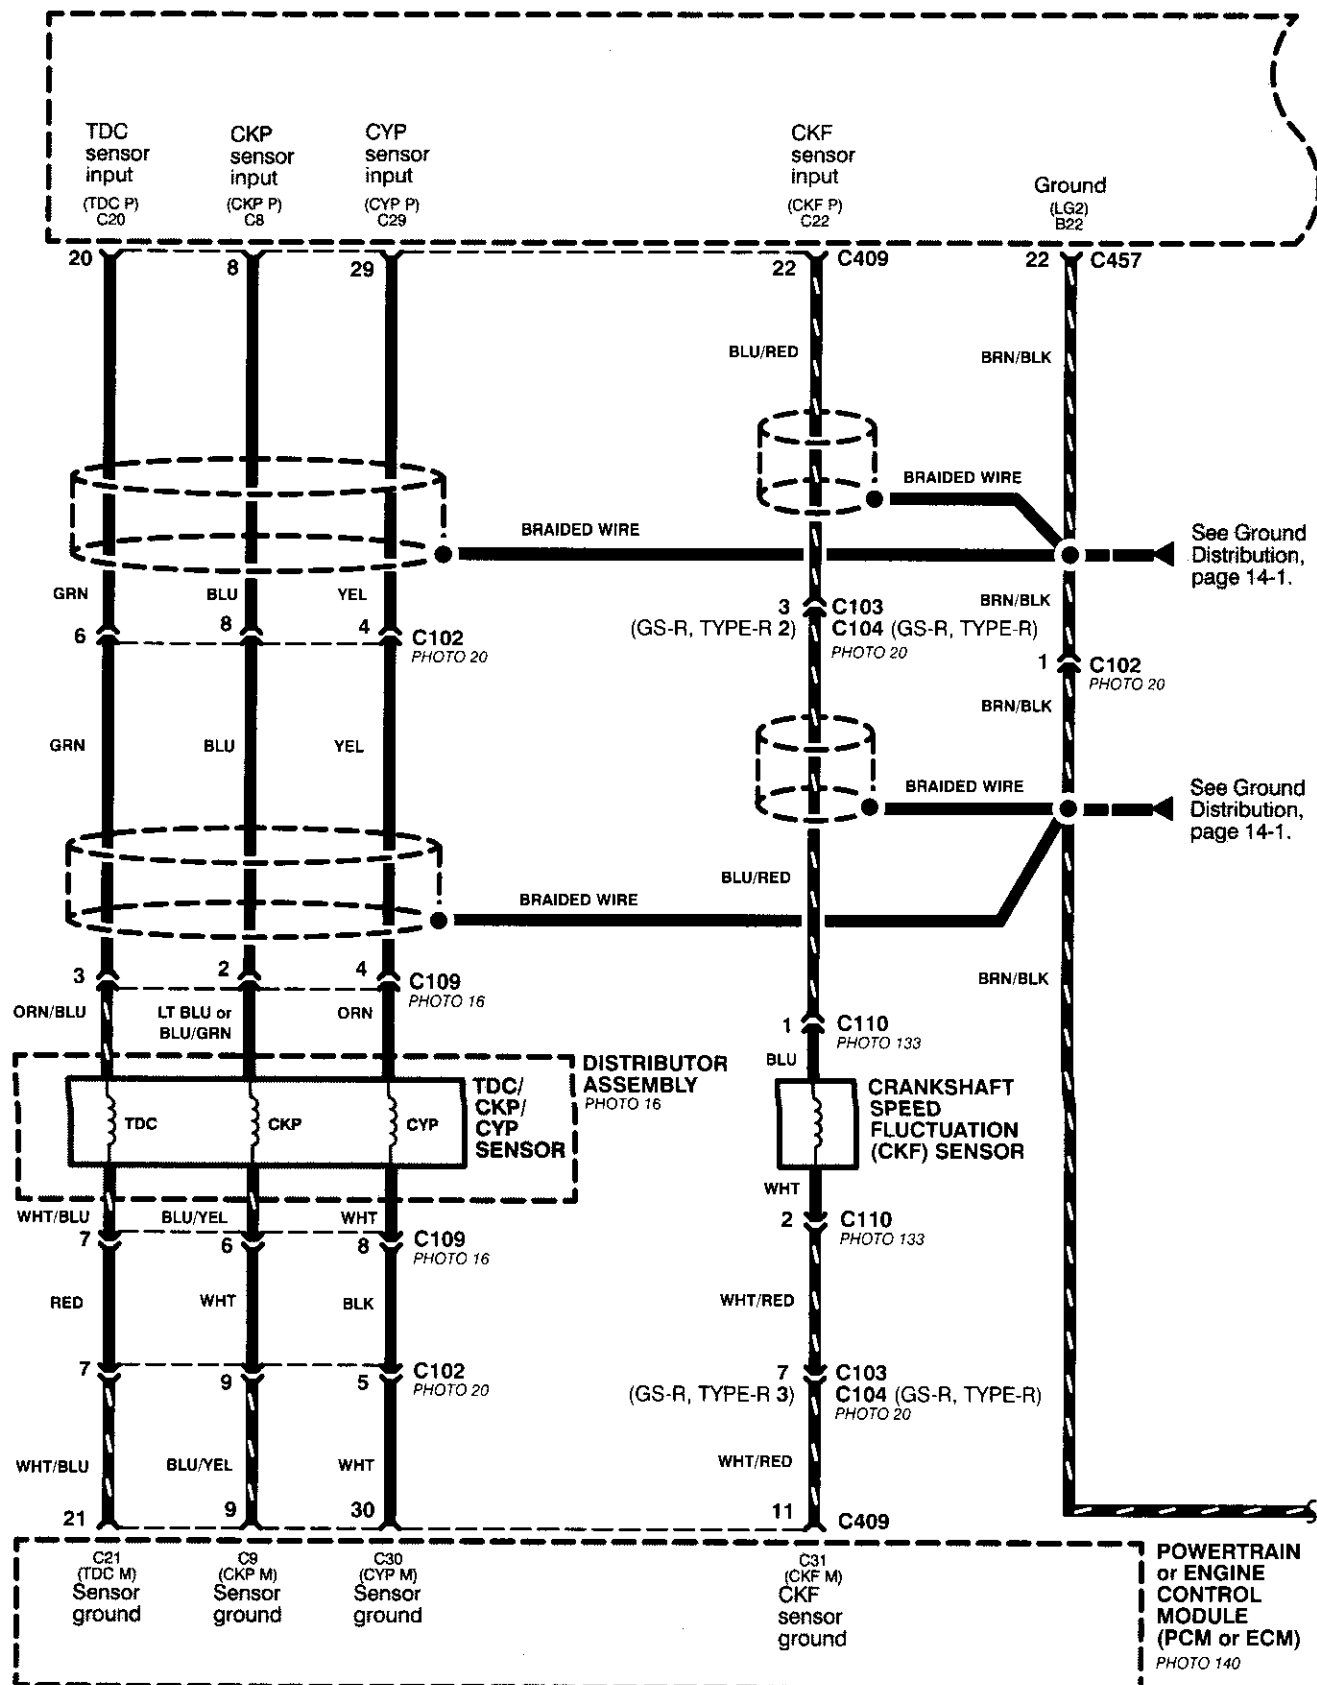 TDC
sensor
input
(TDC P)
C20
CKP
sensor
input
(CKP P)
C8
CYP
sensor
input
(CYP P)
C29
CKF
sensor
input
(CKF P)
C22
Ground
(LG2)
B22
20
8
29
22
C409
22
C457
BLU/RED
BRN/BLK
BRAIDED WIRE
BRAIDED WIRE
See Ground
Distribution,
page 14-1.
GRN
BLU
YEL
BRN/BLK
6
8
4
C102
PHOTO 20
3
C103
(GS-R, TYPE-R 2)
C104 (GS-R, TYPE-R)
PHOTO 20
1
C102
PHOTO 20
BRN/BLK
GRN
BLU
YEL
BRAIDED WIRE
See Ground
Distribution,
page 14-1.
BLU/RED
BRAIDED WIRE
3
2
4
C109
PHOTO 16
BRN/BLK
ORN/BLU
LT BLU or
BLU/GRN
ORN
1
C110
PHOTO 133
BLU
DISTRIBUTOR
ASSEMBLY
PHOTO 16
TDC
CKP
CYP
TDC/
CKP/
CYP
SENSOR
CRANKSHAFT
SPEED
FLUCTUATION
(CKF) SENSOR
WHT/BLU
BLU/YEL
WHT
WHT
7
6
8
C109
PHOTO 16
2
C110
PHOTO 133
RED
WHT
BLK
WHT/RED
7
9
5
C102
PHOTO 20
7
C103
(GS-R, TYPE-R 3)
C104 (GS-R, TYPE-R)
PHOTO 20
WHT/BLU
BLU/YEL
WHT
WHT/RED
21
9
30
11
C409
C21
(TDC M)
Sensor
ground
C9
(CKP M)
Sensor
ground
C30
(CYP M)
Sensor
ground
C31
(CKF M)
CKF
sensor
ground
POWERTRAIN
or ENGINE
CONTROL
MODULE
(PCM or ECM)
PHOTO 140